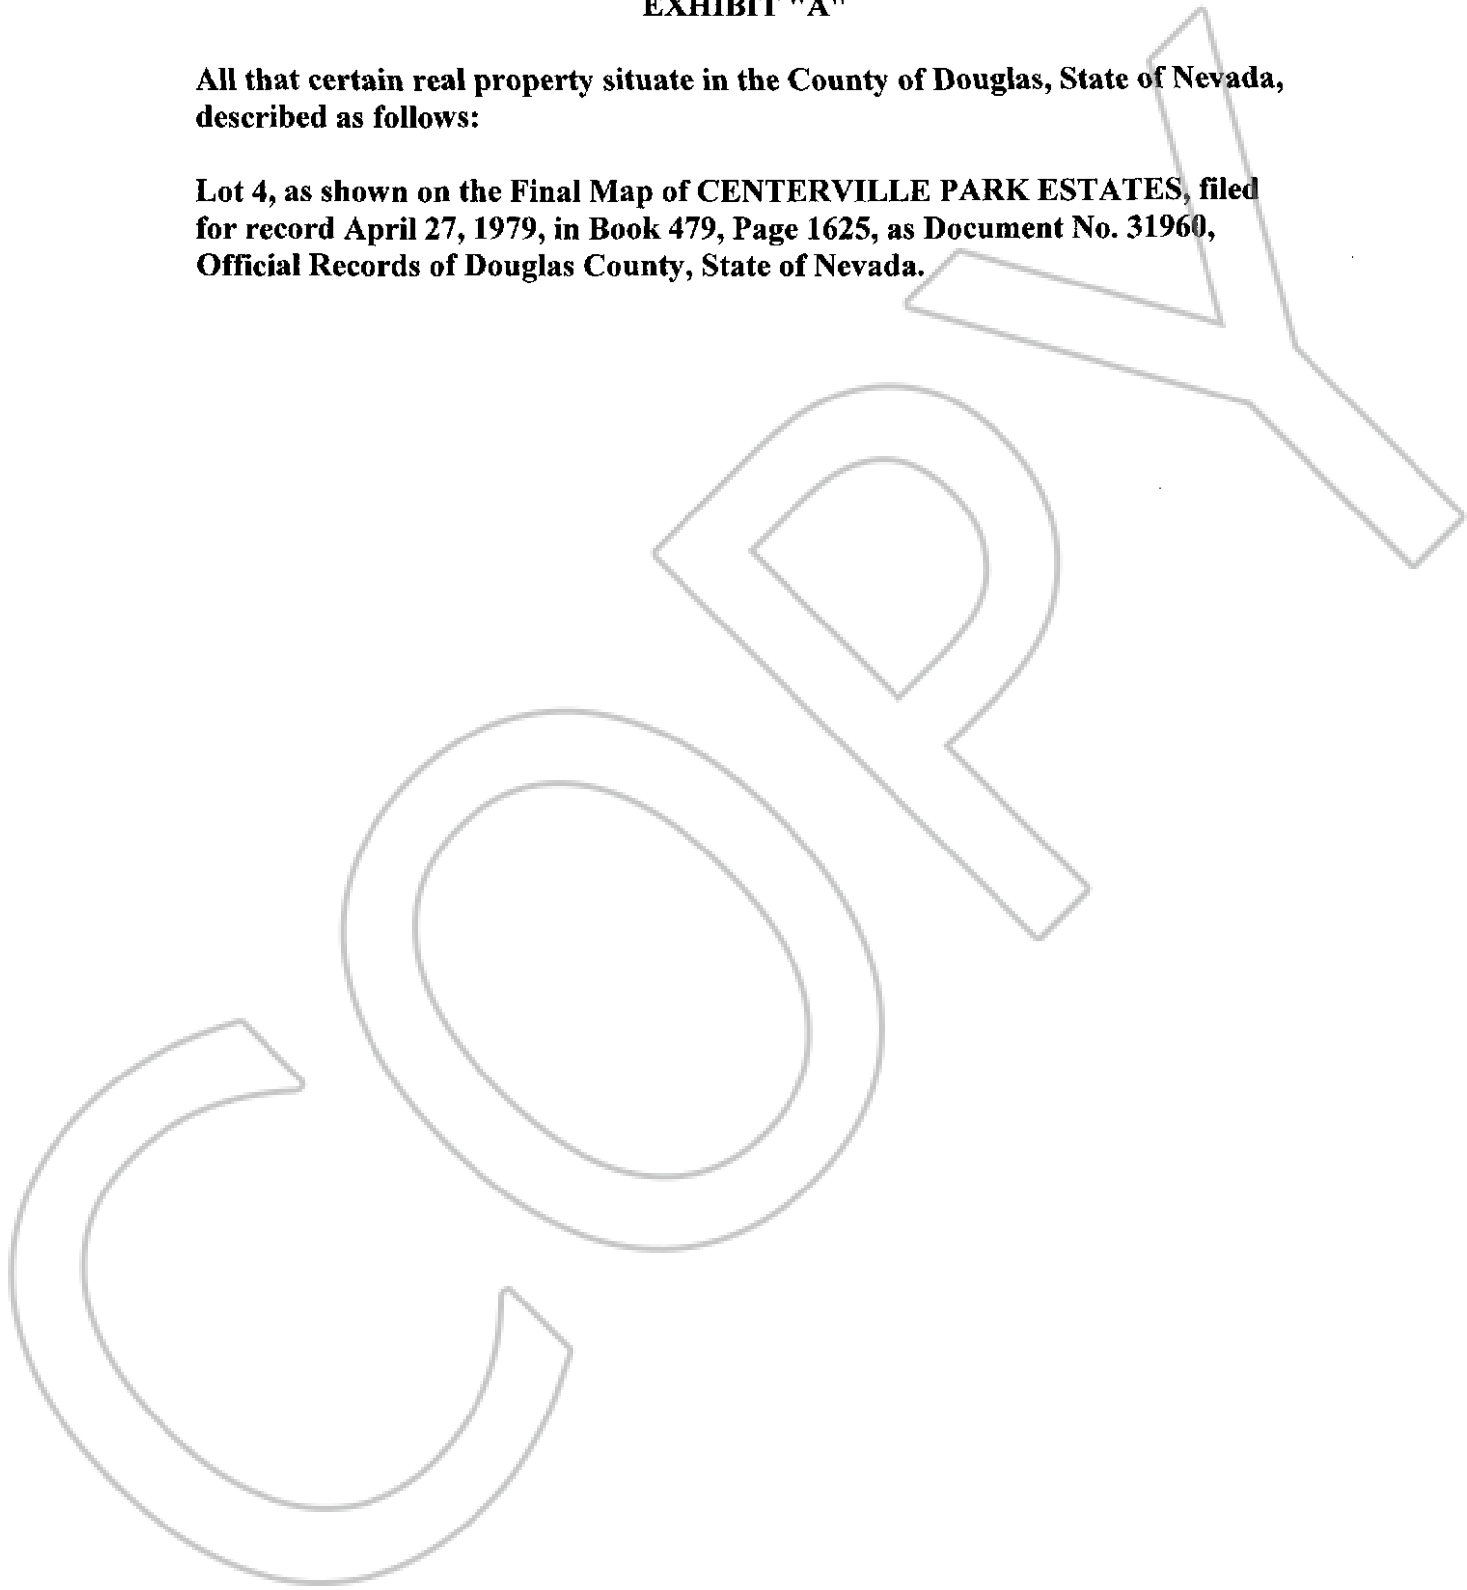 EXHIBIT "A"
All that certain real property situate in the County of Douglas, State of Nevada,
described as follows:
Lot 4, as shown on the Final Map of CENTERVILLE PARK ESTATES, filed
for record April 27, 1979, in Book 479, Page 1625, as Document No. 31960,
Official Records of Douglas County, State of Nevada.
COPY